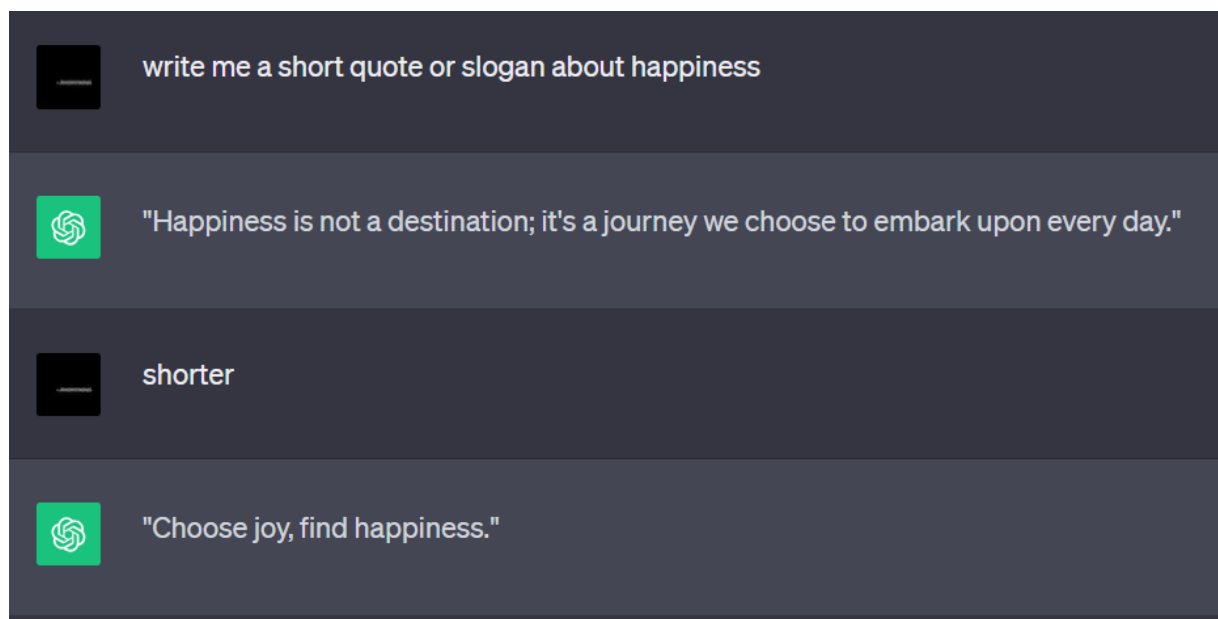 write me a short quote or slogan about happiness
"Happiness is not a destination; it's a journey we choose to embark upon every day."
shorter
"Choose joy, find happiness."